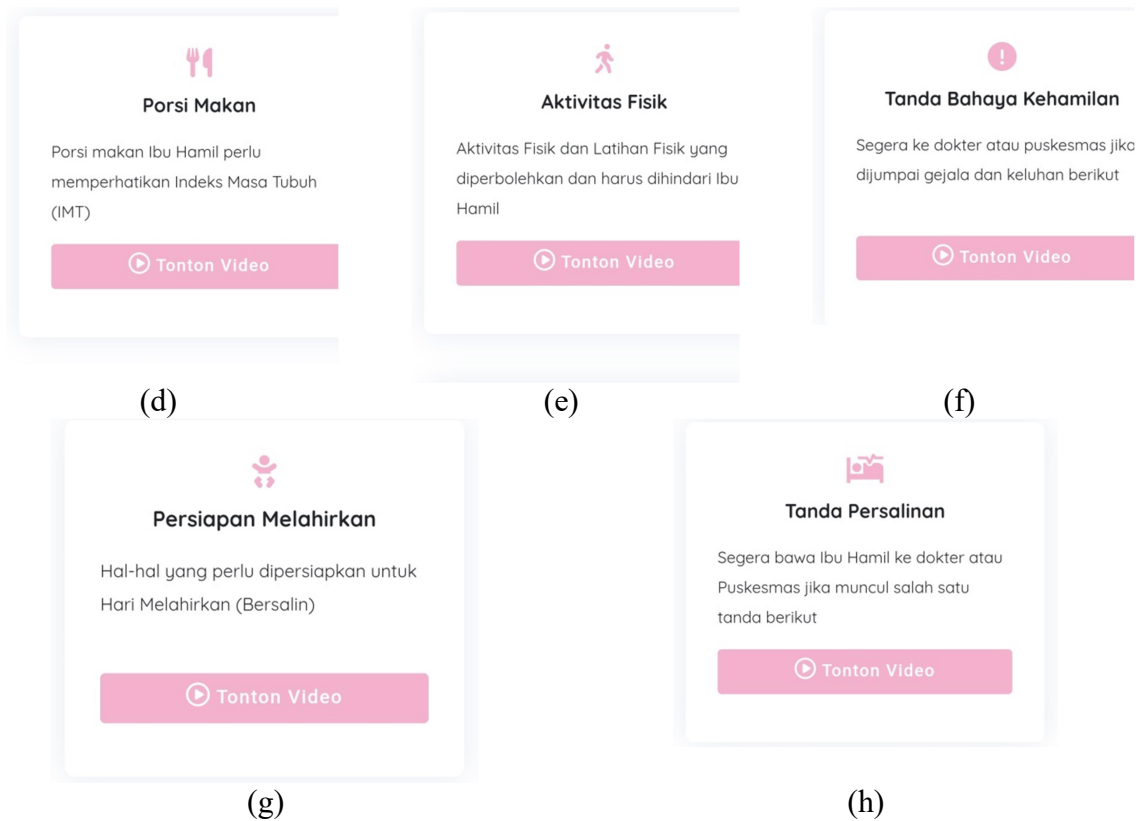 Porsi Makan
Porsi makan Ibu Hamil perlu
memperhatikan Indeks Masa Tubuh
(IMT)
Tonton Video
(d)
Aktivitas Fisik
Aktivitas Fisik dan Latihan Fisik yang
diperbolehkan dan harus dihindari Ibu
Hamil
Tonton Video
(e)
Tanda Bahaya Kehamilan
Segera ke dokter atau puskesmas jika
dijumpai gejala dan keluhan berikut
Tonton Video
(f)
Persiapan Melahirkan
Hal-hal yang perlu dipersiapkan untuk
Hari Melahirkan (Bersalin)
Tonton Video
(g)
Tanda Persalinan
Segera bawa Ibu Hamil ke dokter atau
Puskesmas jika muncul salah satu
tanda berikut
Tonton Video
(h)